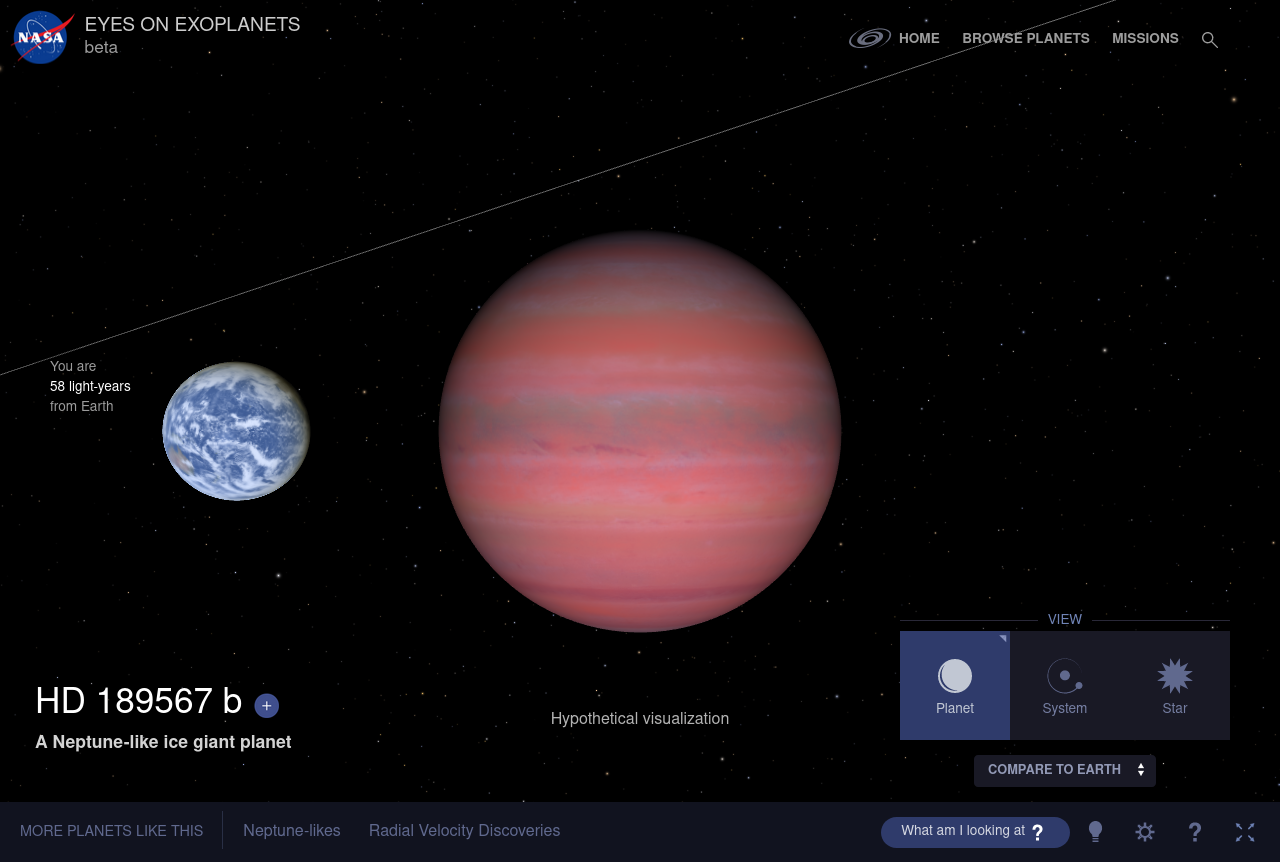 NASA
EYES ON EXOPLANETS
beta
HOME
BROWSE PLANETS
MISSIONS
You are
58 light-years
from Earth
HD 189567 b +
A Neptune-like ice giant planet
Hypothetical visualization
VIEW
Planet
System
Star
COMPARE TO EARTH
MORE PLANETS LIKE THIS
Neptune-likes
Radial Velocity Discoveries
What am I looking at ?
?